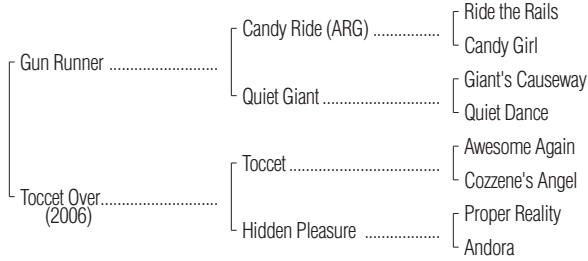 Ride the Rails
Candy Ride (ARG) ................
Candy Girl
Gun Runner ..........................
Giant's Causeway
Quiet Giant ............................
Quiet Dance
Awesome Again
Toccet ....................................
Cozzene's Angel
Toccet Over............................
(2006)
Proper Reality
Hidden Pleasure ..................
Andora